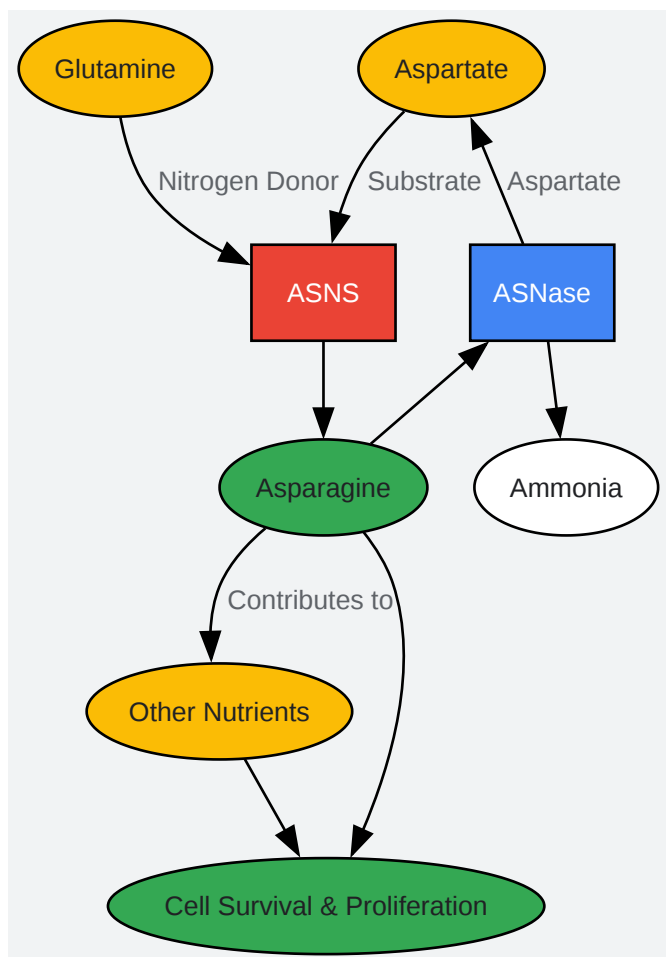 Glutamine
Aspartate
Nitrogen Donor
Substrate
Aspartate
ASNS
ASNase
Asparagine
Ammonia
Contributes to
Other Nutrients
Cell Survival & Proliferation